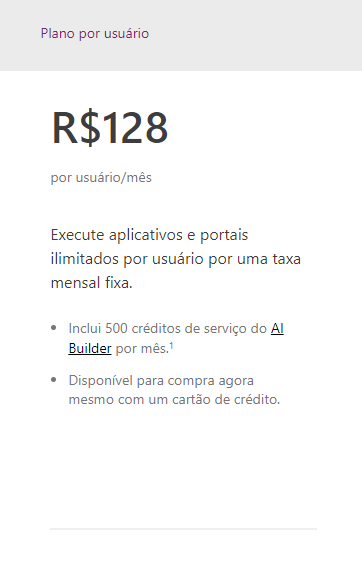 Plano por usuário
R$128
por usuário/mês
Execute aplicativos e portais
ilimitados por usuário por uma taxa
mensal fixa.
• Inclui 500 créditos de serviço do AI
Builder por mês.¹
• Disponível para compra agora
mesmo com um cartão de crédito.